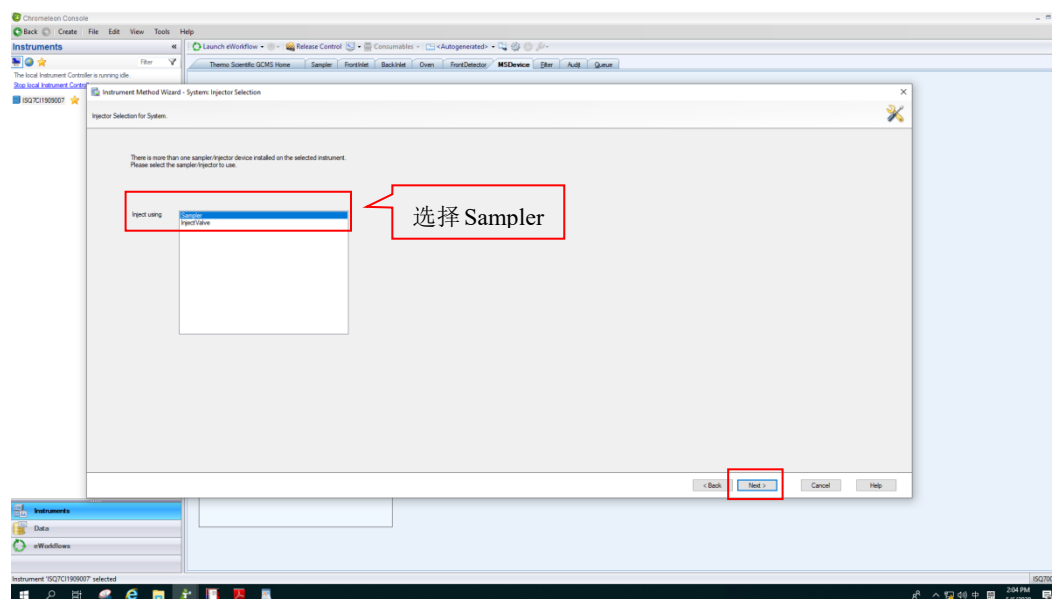 Chromeleon Console
Back Create File Edit View Tools Help
Instruments
Launch eWorkflow Release Control Consumables <Autogenerated>
Filter
Thermo Scientific GCMS Home Sampler FrontInlet BackInlet Oven FrontDetector MSDevice Filter Audit Queue
The local Instrument Controller is running idle.
Stop local Instrument
ISQ7CI1909007
Instrument Method Wizard - System: Injector Selection
Injector Selection for System.
There is more than one sampler/injector device installed on the selected instrument.
Please select the sampler/injector to use.
Inject using
Sampler
InjectValve
选择 Sampler
< Back Next > Cancel Help
Instruments
Data
eWorkflows
Instrument 'ISQ7CI1909007' selected
ISQ700
中
2:04 PM